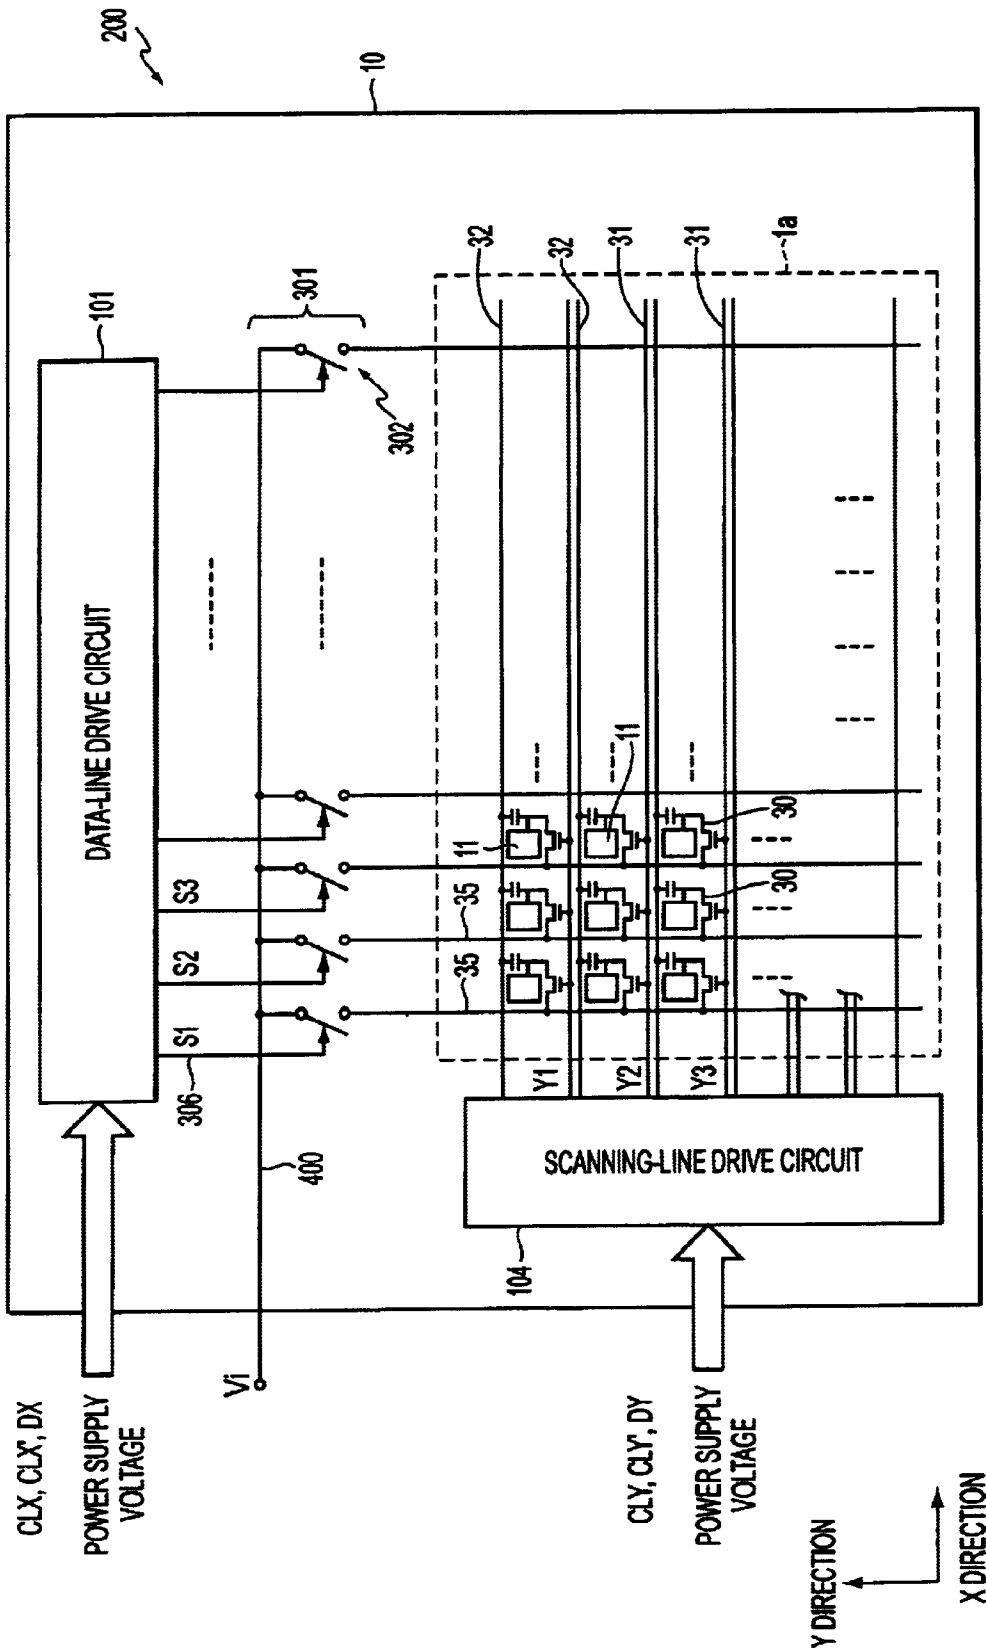 200
10
101
DATA-LINE DRIVE CIRCUIT
CLX, CLX', DX
POWER SUPPLY
VOLTAGE
306
S1
S2
S3
301
302
Vi
400
35
35
32
32
31
31
1a
11
11
30
30
Y1
Y2
Y3
SCANNING-LINE DRIVE CIRCUIT
104
CLY, CLY', DY
POWER SUPPLY
VOLTAGE
Y DIRECTION
X DIRECTION